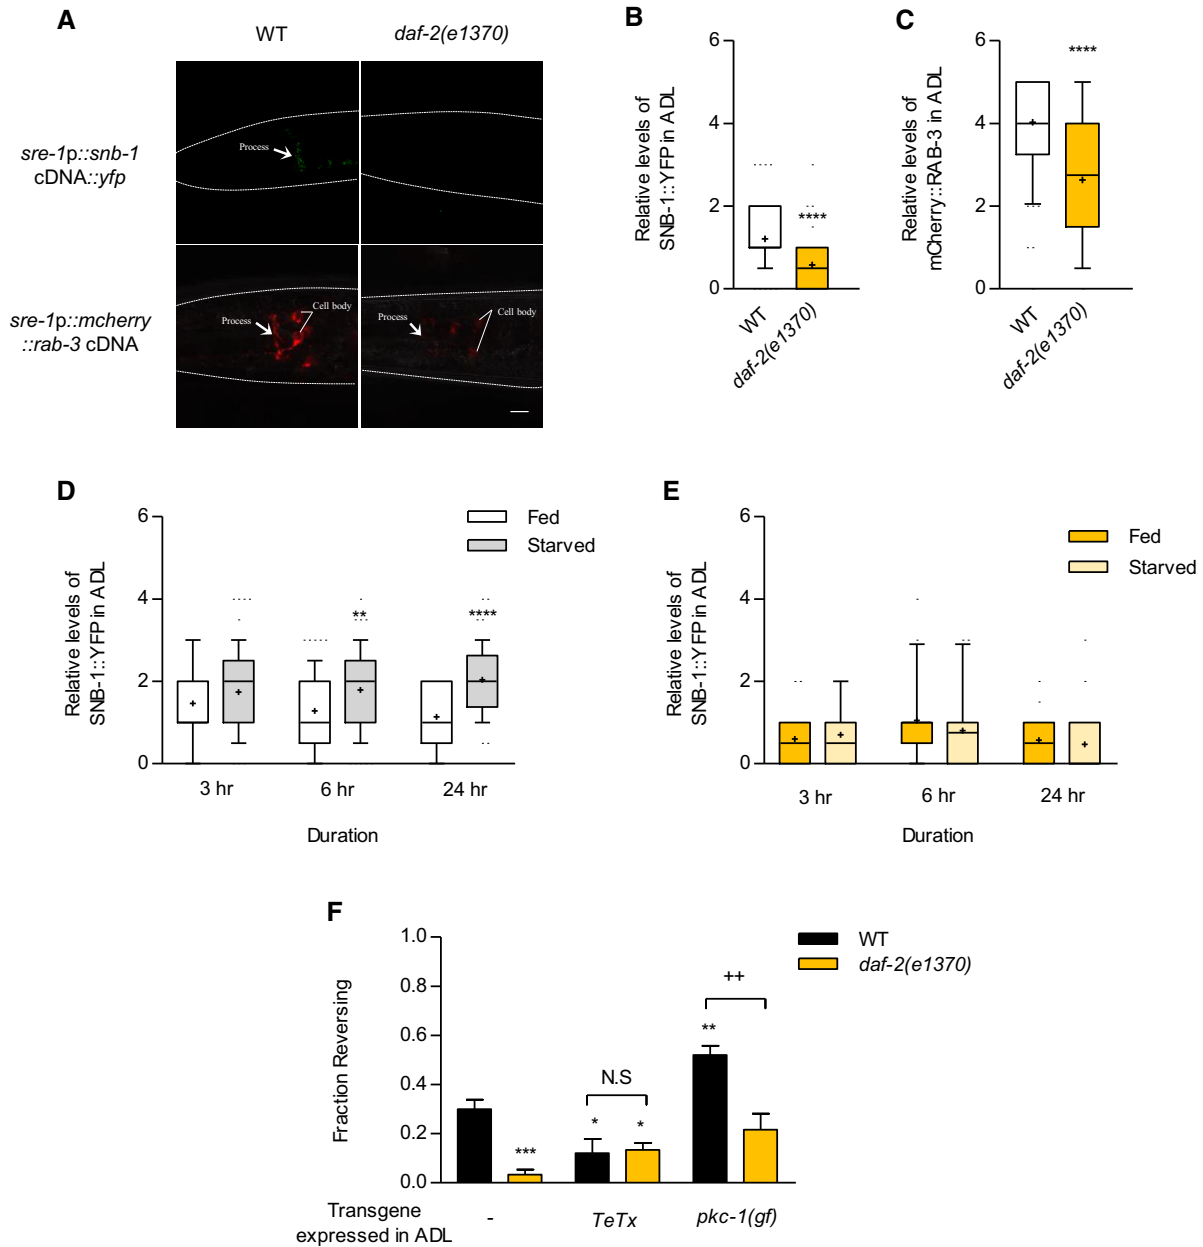 A
WT
daf-2(e1370)
sre-1p::snb-1
cDNA::yfp
Process
sre-1p::mcherry
::rab-3 cDNA
Process
Cell body
Process
Cell body
B
Relative levels of
SNB-1::YFP in ADL
6
4
2
0
****
WT
daf-2(e1370)
C
Relative levels of
mCherry::RAB-3 in ADL
6
4
2
0
****
WT
daf-2(e1370)
D
Relative levels of
SNB-1::YFP in ADL
6
4
2
0
Fed
Starved
**
****
3 hr
6 hr
24 hr
Duration
E
Relative levels of
SNB-1::YFP in ADL
6
4
2
0
Fed
Starved
3 hr
6 hr
24 hr
Duration
F
Fraction Reversing
1.0
0.8
0.6
0.4
0.2
0.0
WT
daf-2(e1370)
***
N.S
*
*
**
++
Transgene
expressed in ADL
-
TeTx
pkc-1(gf)